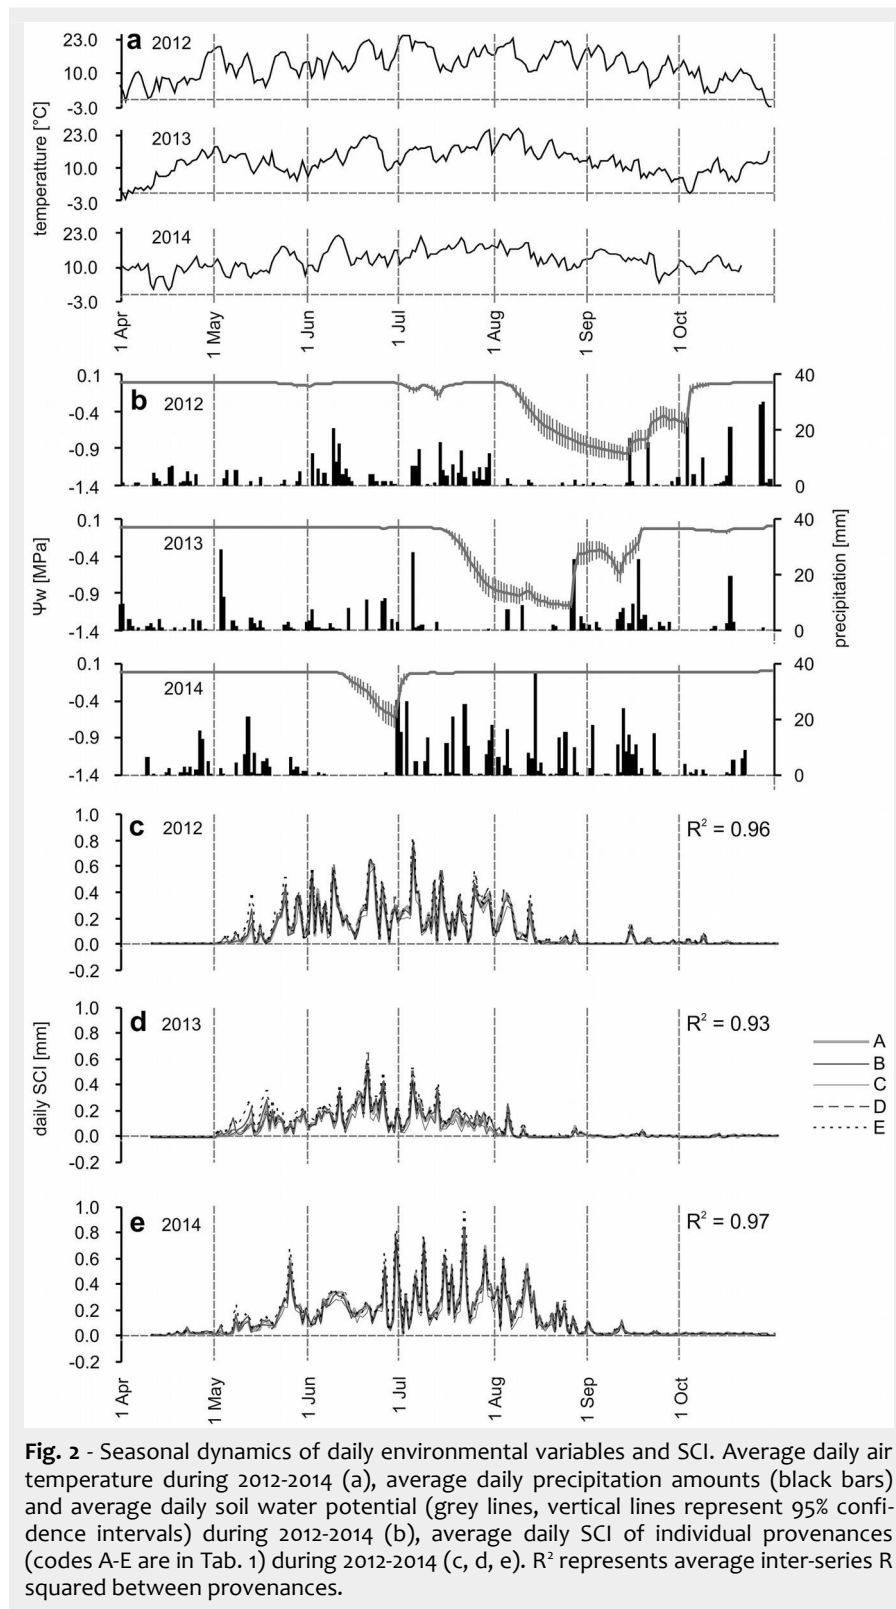 a 2012
23.0
10.0
-3.0
2013
23.0
10.0
-3.0
2014
23.0
10.0
-3.0
temperatture [°C]
1 Apr
1 May
1 Jun
1 Jul
1 Aug
1 Sep
1 Oct
b 2012
0.1
-0.4
-0.9
-1.4
40
20
0
2013
0.1
-0.4
-0.9
-1.4
40
20
0
2014
0.1
-0.4
-0.9
-1.4
40
20
0
Ψw [MPa]
precipitation [mm]
c 2012
R² = 0.96
1.0
0.8
0.6
0.4
0.2
0.0
-0.2
d 2013
R² = 0.93
1.0
0.8
0.6
0.4
0.2
0.0
-0.2
daily SCI [mm]
A
B
C
D
E
e 2014
R² = 0.97
1.0
0.8
0.6
0.4
0.2
0.0
-0.2
1 Apr
1 May
1 Jun
1 Jul
1 Aug
1 Sep
1 Oct
Fig. 2 - Seasonal dynamics of daily environmental variables and SCI. Average daily air
temperature during 2012-2014 (a), average daily precipitation amounts (black bars)
and average daily soil water potential (grey lines, vertical lines represent 95% confi-
dence intervals) during 2012-2014 (b), average daily SCI of individual provenances
(codes A-E are in Tab. 1) during 2012-2014 (c, d, e). R² represents average inter-series R
squared between provenances.